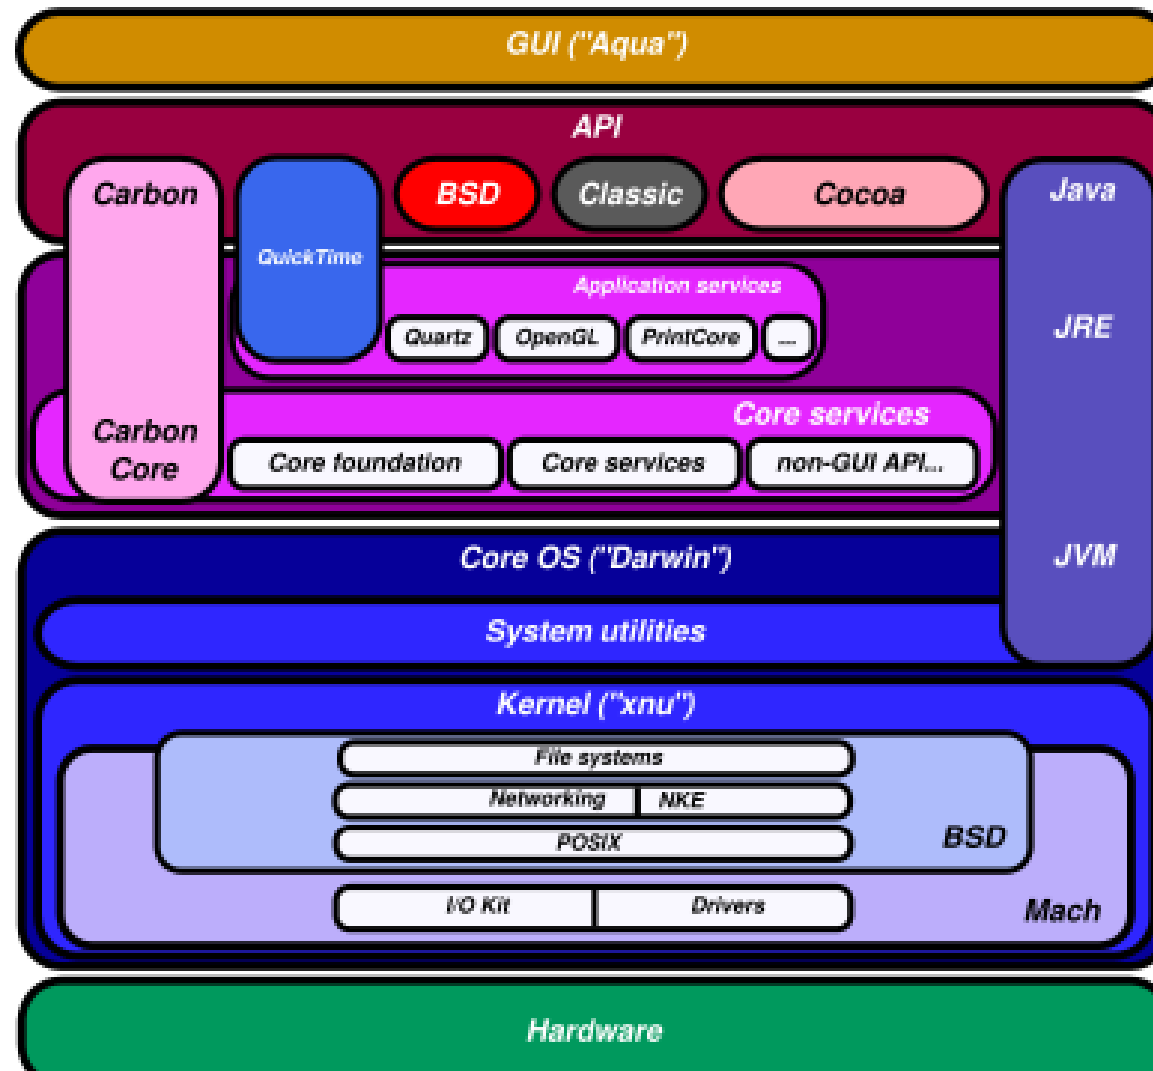 GUI ("Aqua")
API
Carbon
BSD
Classic
Cocoa
Java
QuickTime
Application services
Quartz
OpenGL
PrintCore
...
JRE
Core services
Carbon
Core
Core foundation
Core services
non-GUI API...
Core OS ("Darwin")
JVM
System utilities
Kernel ("xnu")
File systems
Networking
NKE
POSIX
BSD
I/O Kit
Drivers
Mach
Hardware